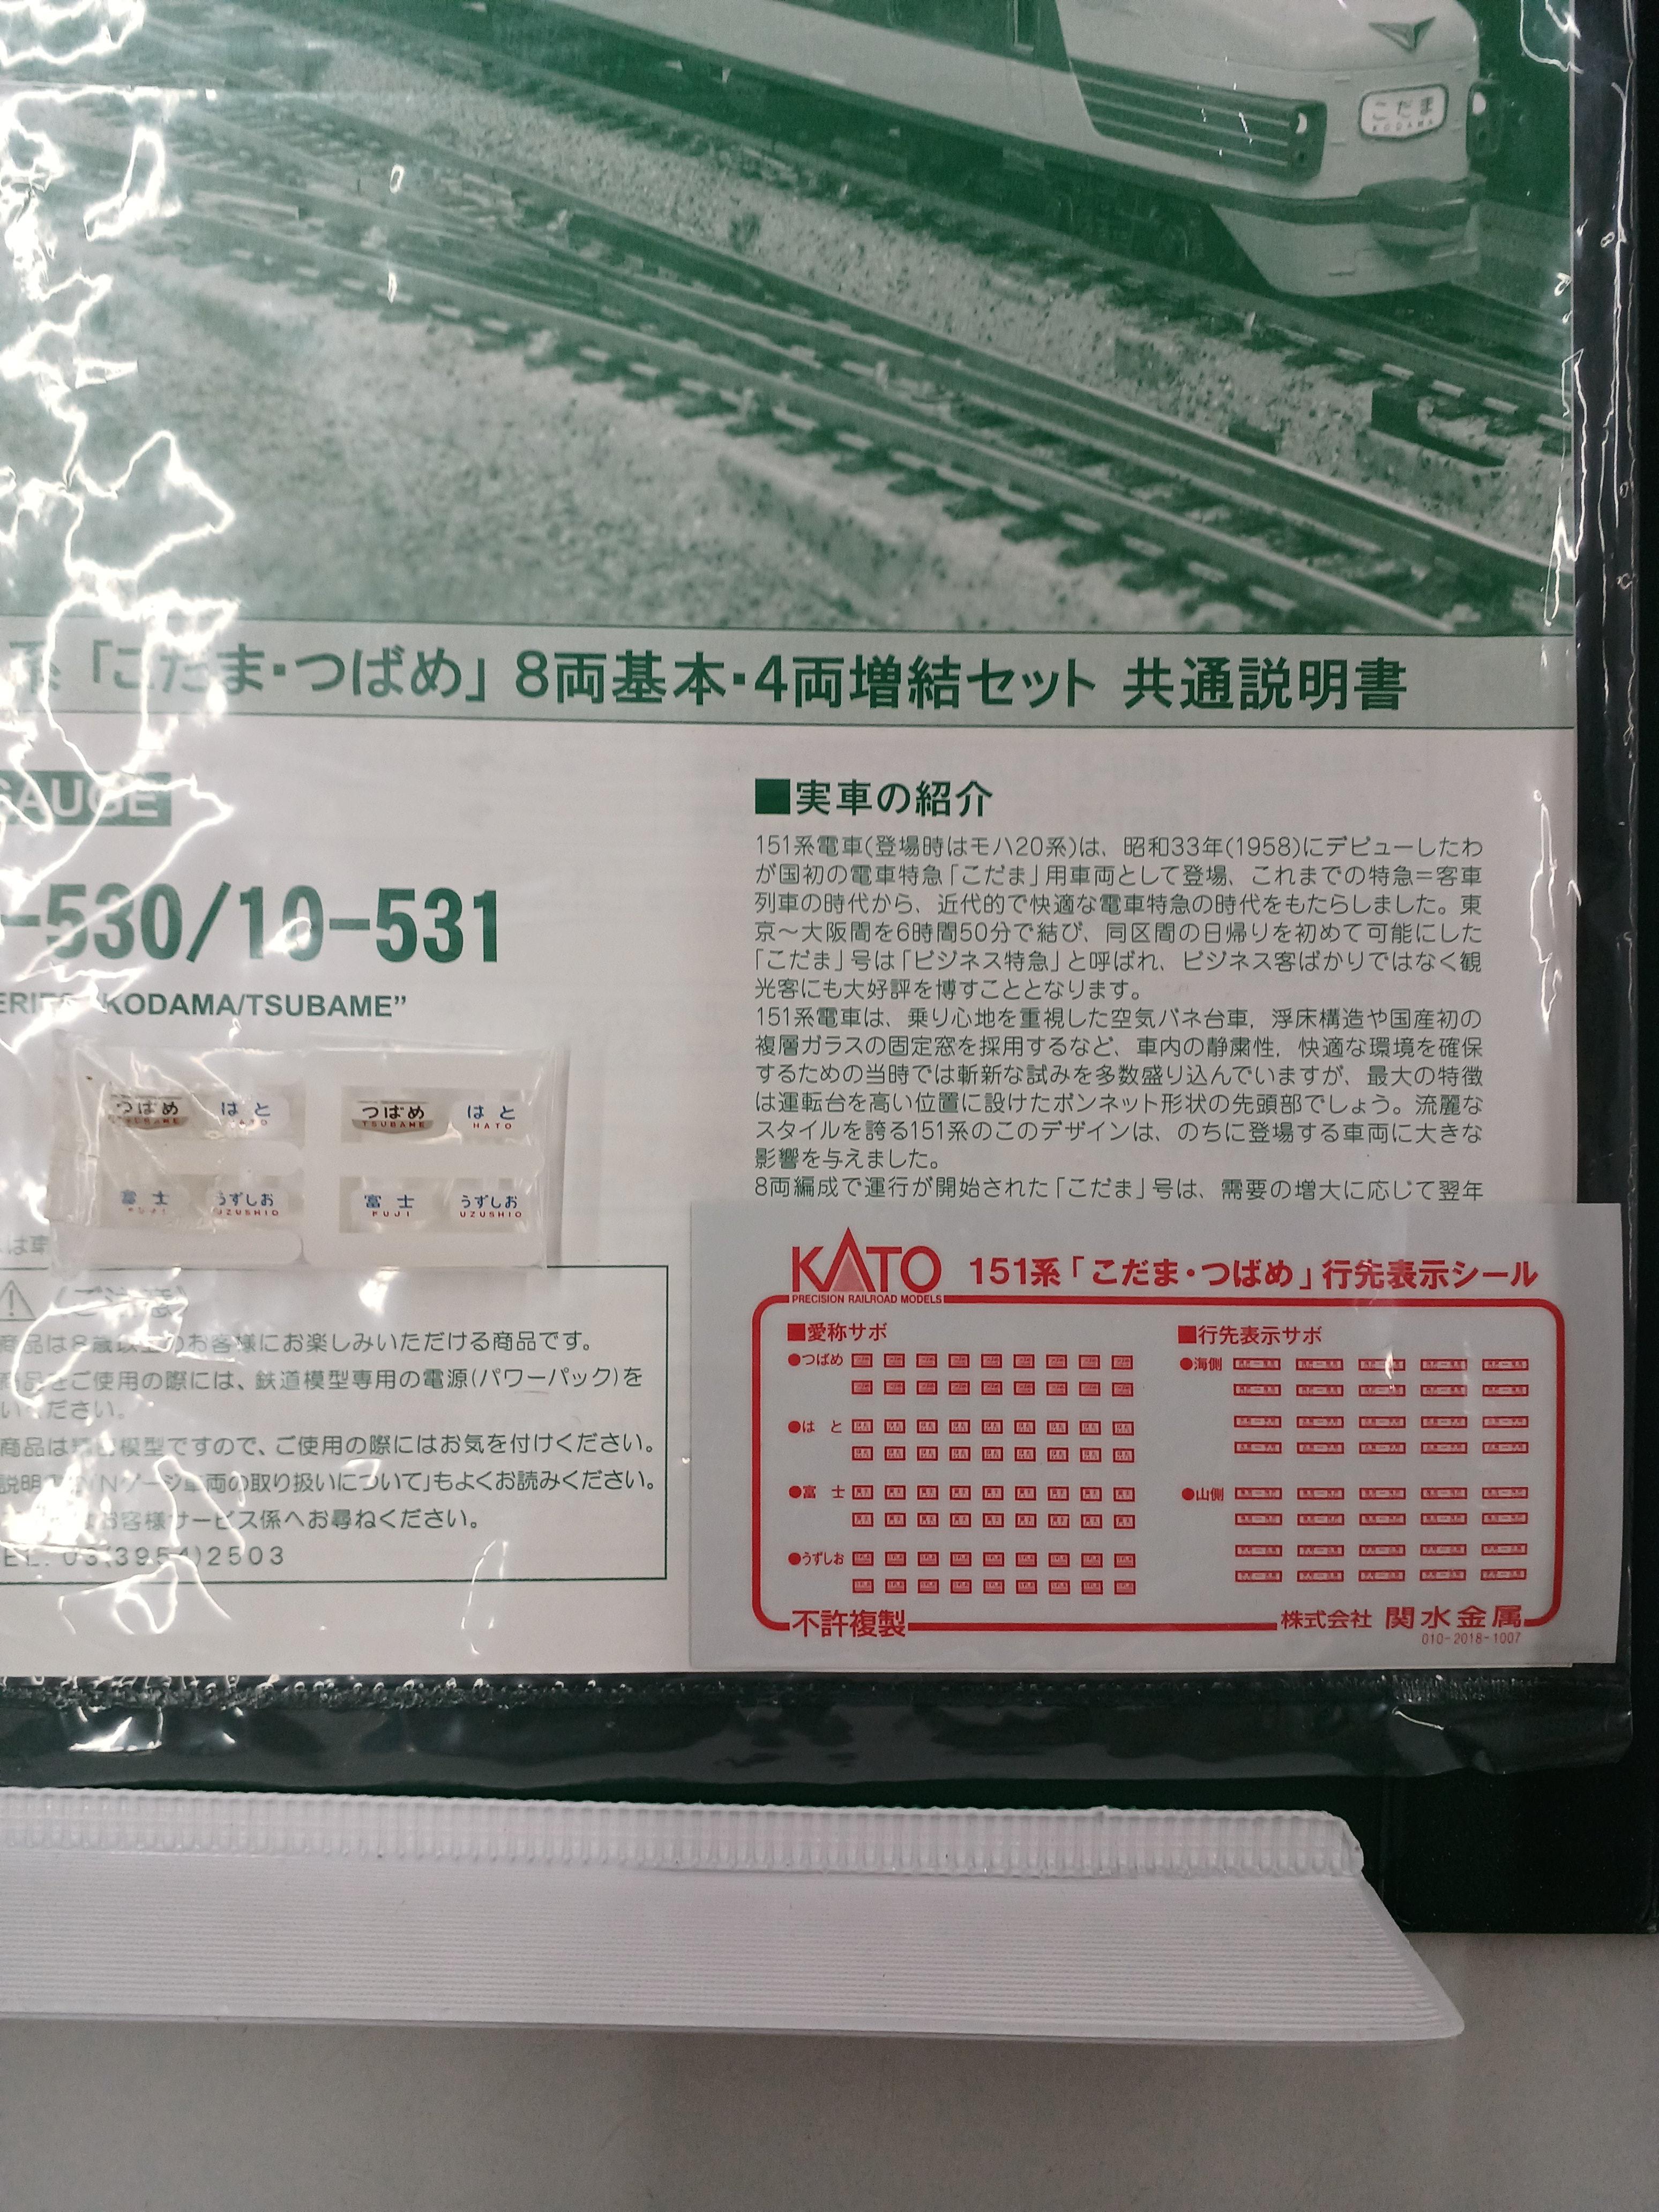 こだま
KODAMA
系「こだま・つばめ」8両基本・4両増結セット 共通説明書
GAUGE
-530/10-531
"KODAMA/TSUBAME"
つばめ はと つばめ はと
TSUBAME HATO TSUBAME HATO
富士 うずしお 富士 うずしお
FUJI UZUSHIO FUJI UZUSHIO
は車
(ご注意)
商品は8歳以上のお客様にお楽しみいただける商品です。
商品をご使用の際には、鉄道模型専用の電源(パワーパック)を
いください。
商品は精密模型ですので、ご使用の際にはお気を付けください。
説明 Nゲージ車両の取り扱いについて」もよくお読みください。
お客様サービス係へお尋ねください。
TEL. 03(3954)2503
■実車の紹介
151系電車(登場時はモハ20系)は、昭和33年(1958)にデビューしたわ
が国初の電車特急「こだま」用車両として登場、これまでの特急=客車
列車の時代から、近代的で快適な電車特急の時代をもたらしました。東
京〜大阪間を6時間50分で結び、同区間の日帰りを初めて可能にした
「こだま」号は「ビジネス特急」と呼ばれ、ビジネス客ばかりではなく観
光客にも大好評を博すこととなります。
151系電車は、乗り心地を重視した空気バネ台車，浮床構造や国産初の
複層ガラスの固定窓を採用するなど、車内の静粛性，快適な環境を確保
するための当時では斬新な試みを多数盛り込んでいますが、最大の特徴
は運転台を高い位置に設けたボンネット形状の先頭部でしょう。流麗な
スタイルを誇る151系のこのデザインは、のちに登場する車両に大きな
影響を与えました。
8両編成で運行が開始された「こだま」号は、需要の増大に応じて翌年
KATO 151系「こだま・つばめ」行先表示シール
PRECISION RAILROAD MODELS
■愛称サボ
●つばめ
●はと
●富士
●うずしお
■行先表示サボ
●海側
●山側
不許複製
株式会社 関水金属
010-2018-1007